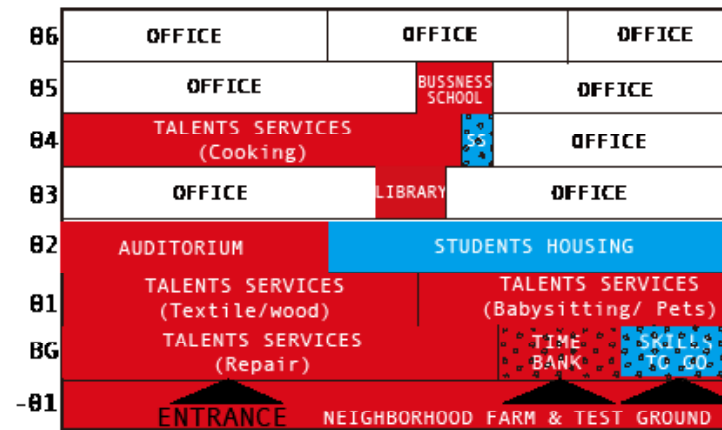 06 OFFICE OFFICE OFFICE
05 OFFICE BUSSNESS SCHOOL OFFICE
04 TALENTS SERVICES (Cooking) SS OFFICE
03 OFFICE LIBRARY OFFICE
02 AUDITORIUM STUDENTS HOUSING
01 TALENTS SERVICES (Textile/wood) TALENTS SERVICES (Babysitting/ Pets)
BG TALENTS SERVICES (Repair) TIME BANK SKILLS TO GO
-01 ENTRANCE NEIGHBORHOOD FARM & TEST GROUND